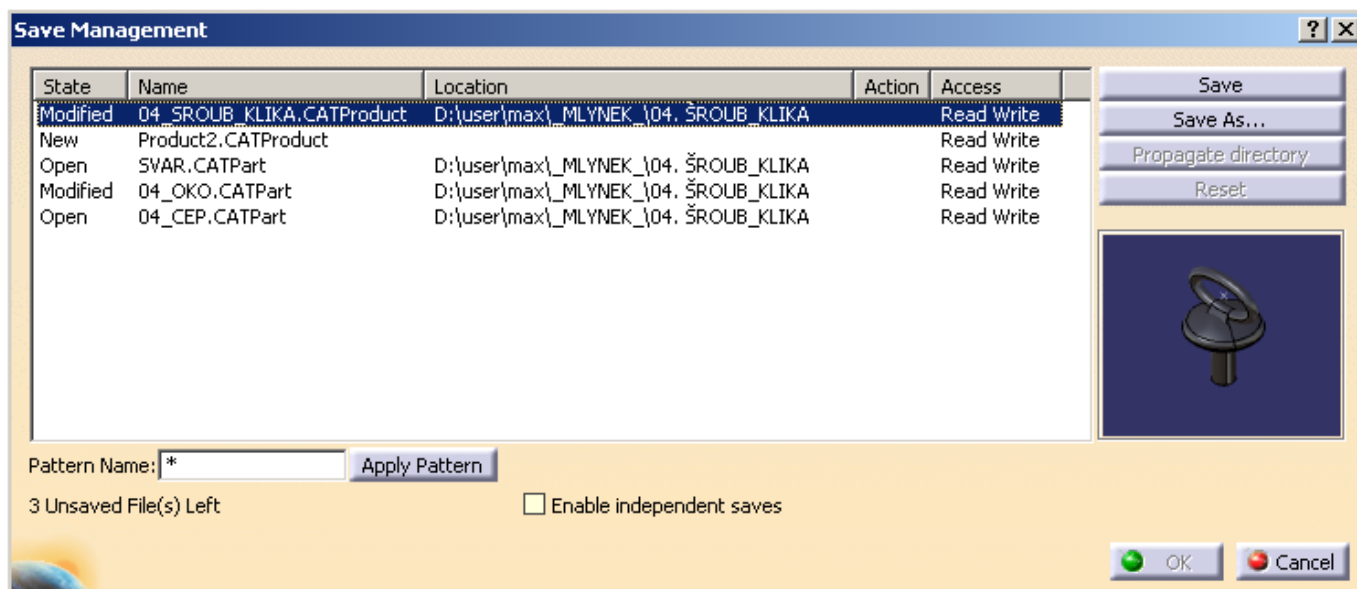 Save Management
State Name Location Action Access
Modified 04_SROUB_KLIKA.CATProduct D:\user\max\_MLYNEK_\04. ŠROUB_KLIKA Read Write
New Product2.CATProduct Read Write
Open SVAR.CATPart D:\user\max\_MLYNEK_\04. ŠROUB_KLIKA Read Write
Modified 04_OKO.CATPart D:\user\max\_MLYNEK_\04. ŠROUB_KLIKA Read Write
Open 04_CEP.CATPart D:\user\max\_MLYNEK_\04. ŠROUB_KLIKA Read Write
Save
Save As...
Propagate directory
Reset
Pattern Name: * Apply Pattern
3 Unsaved File(s) Left Enable independent saves
OK Cancel